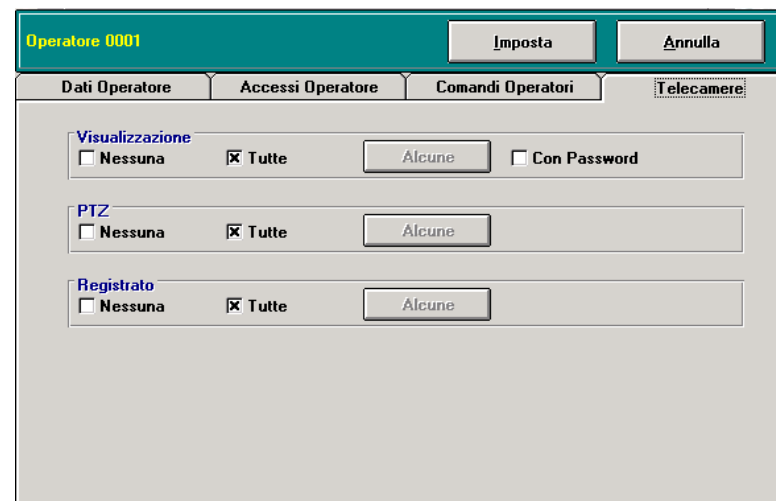 Operatore 0001 Imposta Annulla
Dati Operatore Accessi Operatore Comandi Operatori Telecamere
Visualizzazione
Nessuna Tutte Alcune Con Password
PTZ
Nessuna Tutte Alcune
Registrato
Nessuna Tutte Alcune